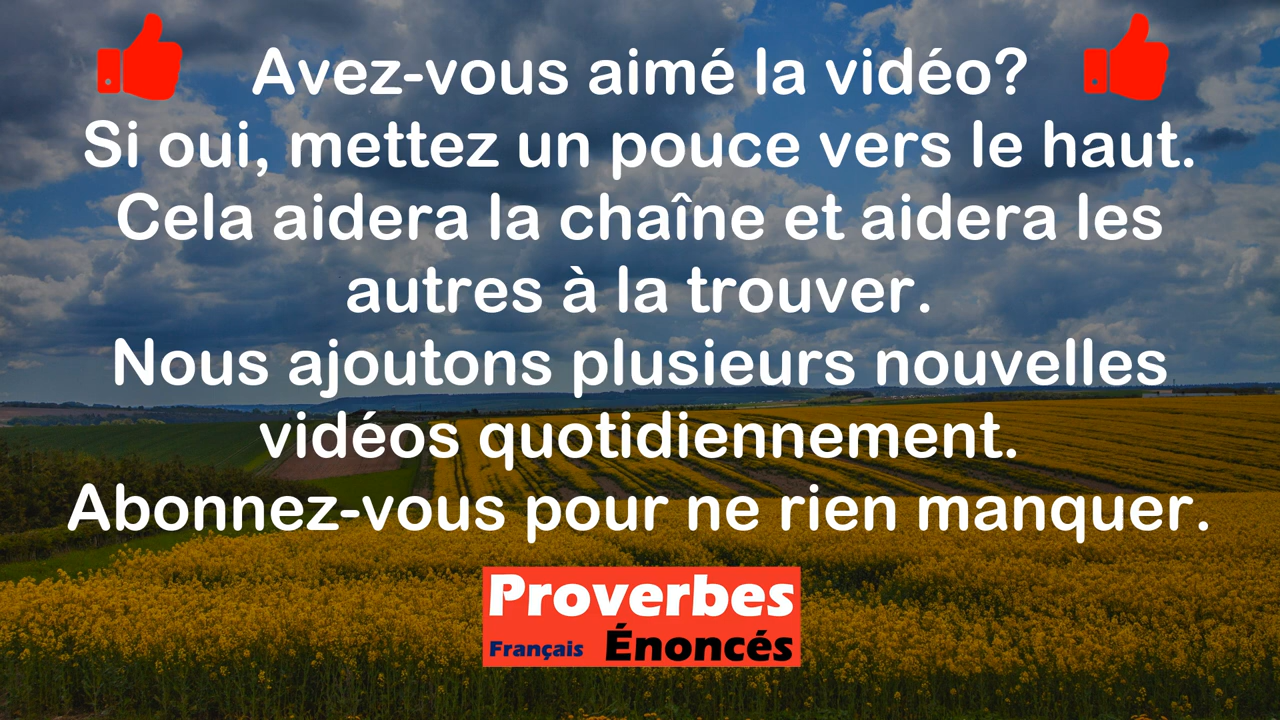 Avez-vous aimé la vidéo?
Si oui, mettez un pouce vers le haut.
Cela aidera la chaîne et aidera les
autres à la trouver.
Nous ajoutons plusieurs nouvelles
vidéos quotidiennement.
Abonnez-vous pour ne rien manquer.
Proverbes
Français Énoncés